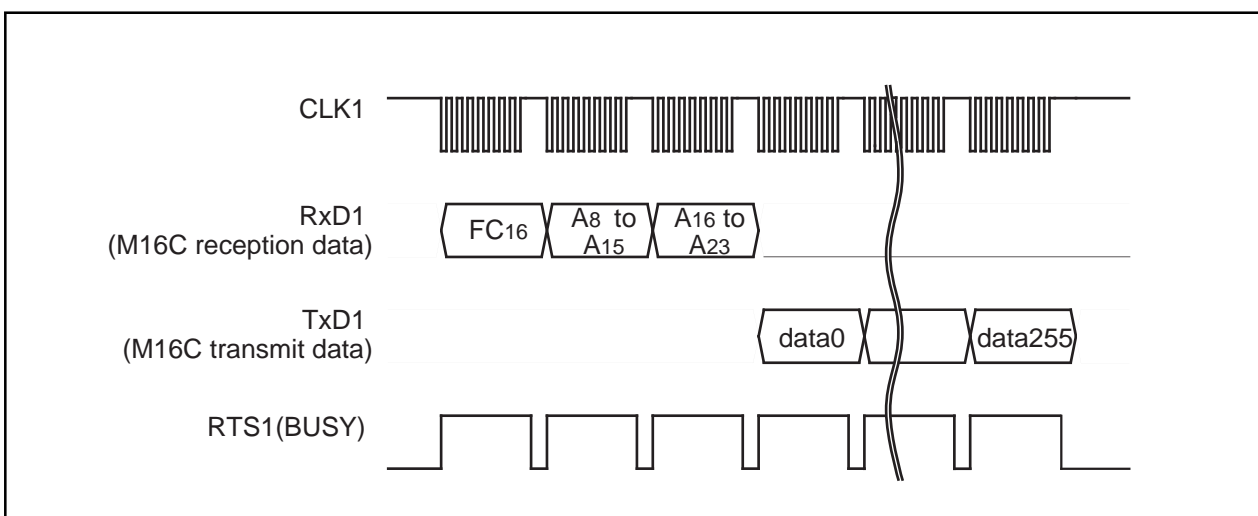 CLK1
RxD1
(M16C reception data)
FC16
A8 to
A15
A16 to
A23
TxD1
(M16C transmit data)
data0
data255
RTS1(BUSY)